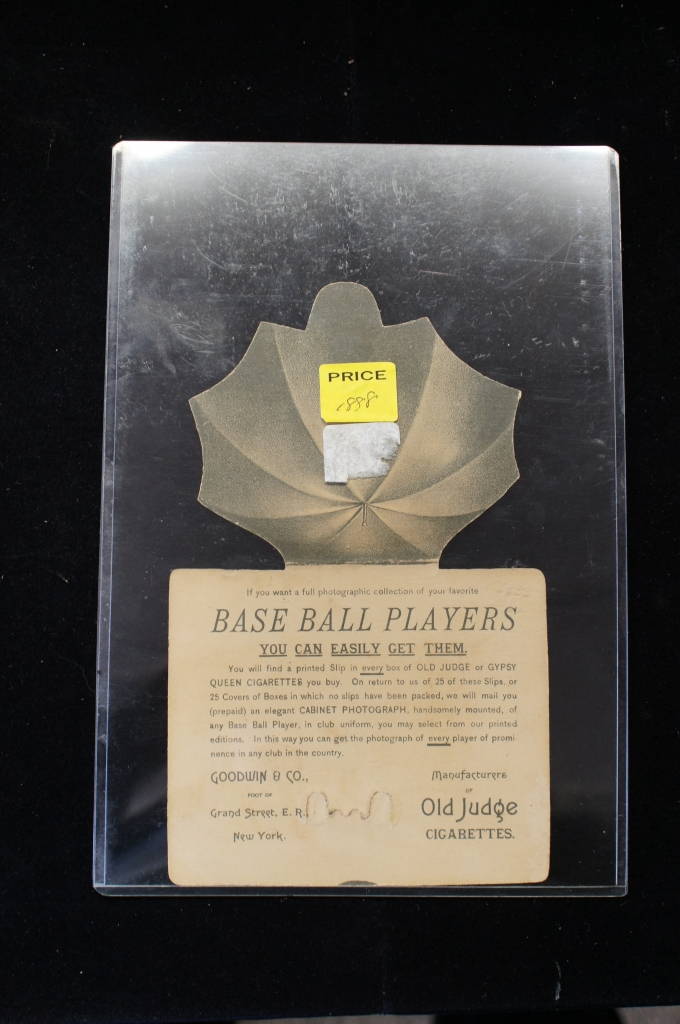 PRICE
1888
If you want a full photographic collection of your favorite
BASE BALL PLAYERS
YOU CAN EASILY GET THEM.
You will find a printed Slip in every box of OLD JUDGE or GYPSY
QUEEN CIGARETTES you buy. On return to us of 25 of these Slips, or
25 Covers of Boxes in which no slips have been packed, we will mail you
(prepaid) an elegant CABINET PHOTOGRAPH, handsomely mounted, of
any Base Ball Player, in club uniform, you may select from our printed
editions. In this way you can get the photograph of every player of promi-
nence in any club in the country.
GOODWIN & CO.,
FOOT OF
Grand Street, E. R.,
New York.
Manufacturers
OF
Old Judge
CIGARETTES.